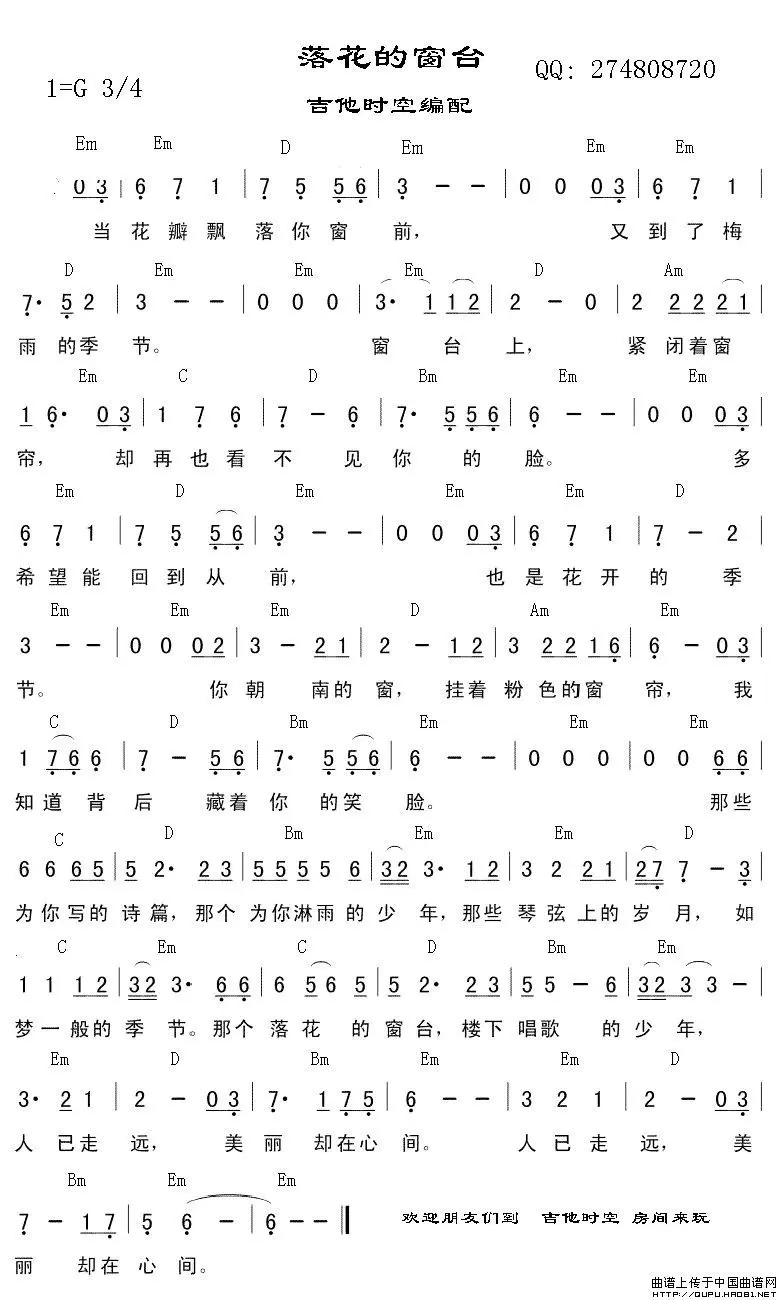 落花的窗台
QQ: 274808720
1=G 3/4
吉他时空编配
Em Em D Em Em Em
0 3 | 6 7 1 | 7 5 5 6 | 3 - - | 0 0 0 3 | 6 7 1 |
当 花 瓣 飘 落 你 窗 前, 又 到 了 梅
D Em Em Em D Am
7· 5 2 | 3 - - | 0 0 0 | 3· 1 1 2 | 2 - 0 | 2 2 2 2 1 |
雨 的 季 节。 窗 台 上, 紧 闭 着 窗
Em C D Bm Em Em
1 6· 0 3 | 1 7 6 | 7 - 6 | 7· 5 5 6 | 6 - - | 0 0 0 3 |
帘, 却 再 也 看 不 见 你 的 脸。 多
Em D Em Em Em D
6 7 1 | 7 5 5 6 | 3 - - | 0 0 0 3 | 6 7 1 | 7 - 2 |
希 望 能 回 到 从 前, 也 是 花 开 的 季
Em Em Em D Am Em
3 - - | 0 0 0 2 | 3 - 2 1 | 2 - 1 2 | 3 2 2 1 6 | 6 - 0 3 |
节。 你 朝 南 的 窗, 挂 着 粉 色 的 窗 帘, 我
C D Bm Em Em Em
1 7 6 6 | 7 - 5 6 | 7· 5 5 6 | 6 - - | 0 0 0 | 0 0 6 6 |
知 道 背 后 藏 着 你 的 笑 脸。 那 些
C D Bm Em Em D
6 6 6 5 | 5 2· 2 3 | 5 5 5 5 6 | 3 2 3· 1 2 | 3 2 2 1 | 2 7 7 - 3 |
为 你 写 的 诗 篇, 那 个 为 你 淋 雨 的 少 年, 那 些 琴 弦 上 的 岁 月, 如
C Em C D Bm Em
1 1 1 2 | 3 2 3· 6 6 | 6 5 6 5 | 5 2· 2 3 | 5 5 - 6 | 3 2 3 3 - |
梦 一 般 的 季 节。 那 个 落 花 的 窗 台, 楼 下 唱 歌 的 少 年,
Em D Bm Em Em D
3· 2 1 | 2 - 0 3 | 7· 1 7 5 | 6 - - | 3 2 1 | 2 - 0 3 |
人 已 走 远, 美 丽 却 在 心 间。 人 已 走 远, 美
Bm Em Em
7 - 1 7 | 5 6 - | 6 - - ‖
欢迎朋友们到 吉他时空 房间来玩
丽 却 在 心 间。
曲谱上传于中国曲谱网
HTTP://QUPU.HAO81.NET